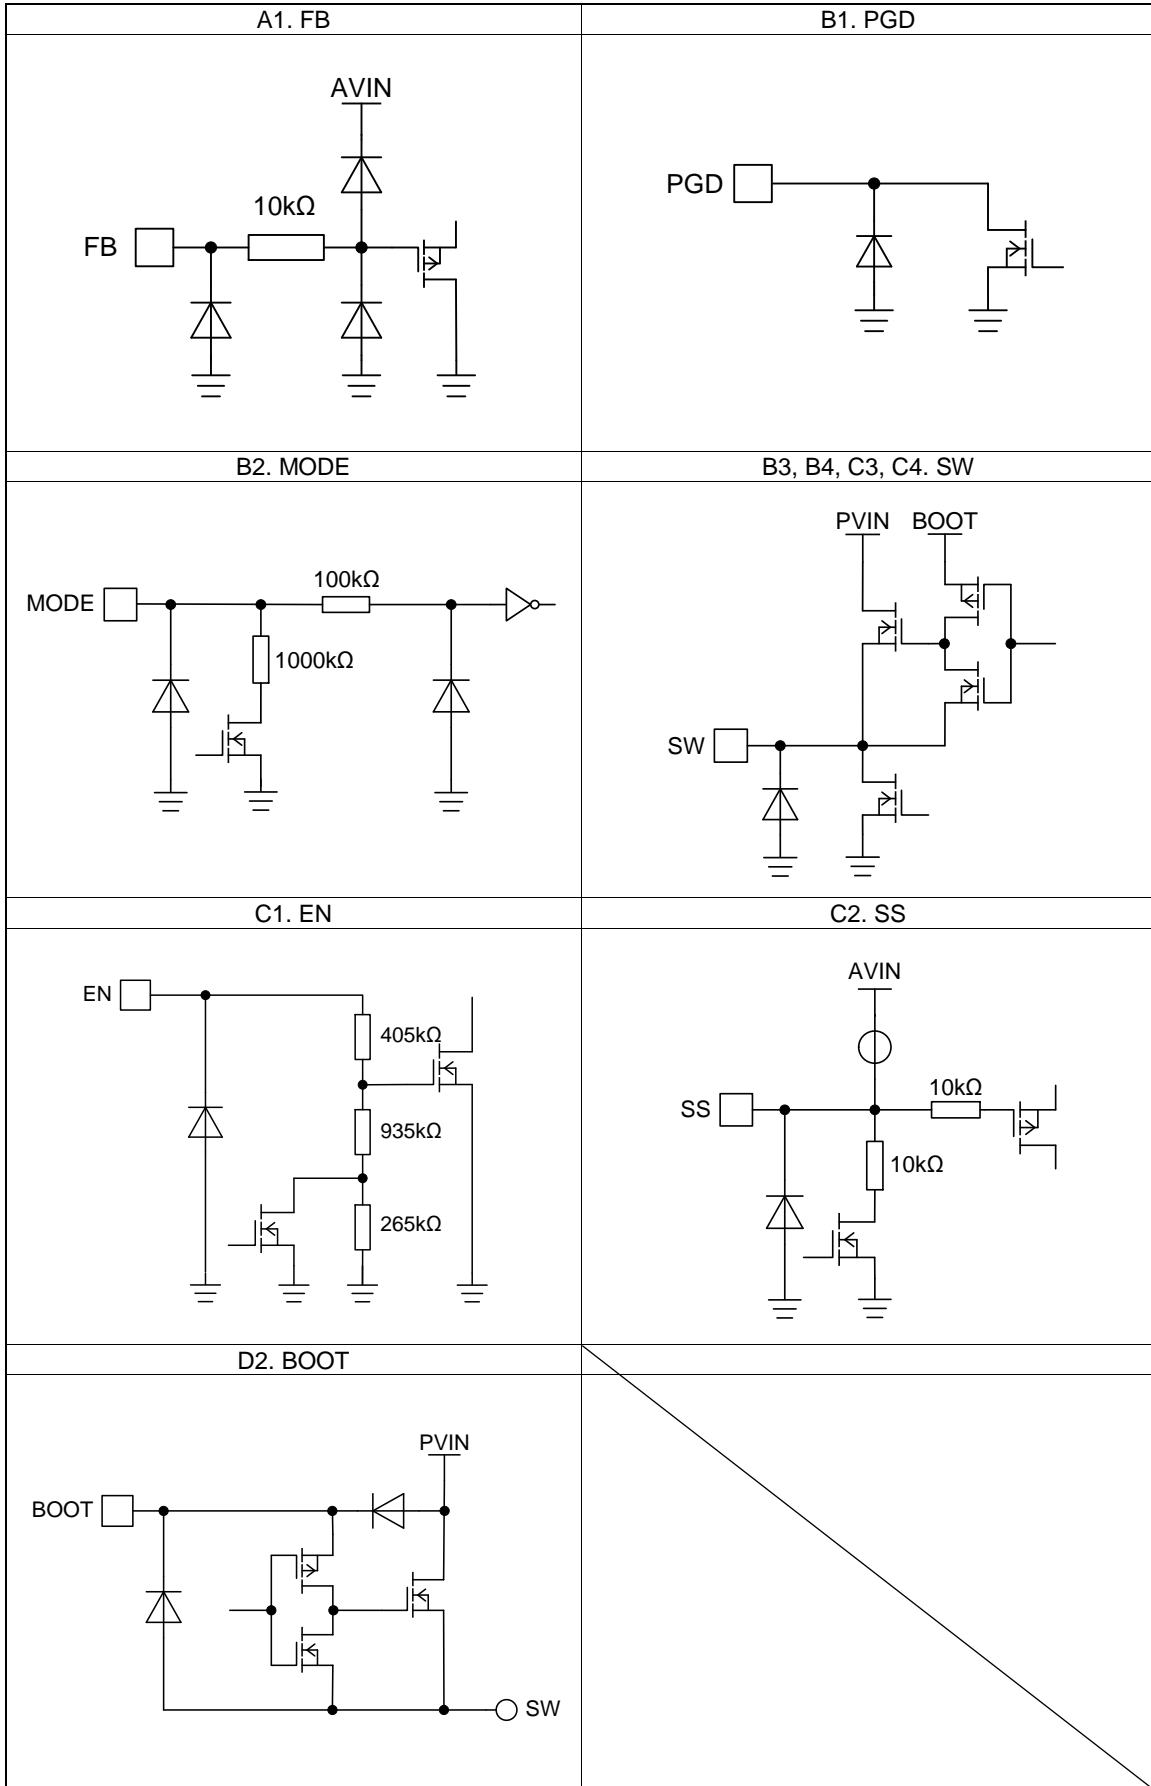 A1. FB
B1. PGD
AVIN
10kΩ
FB
PGD
B2. MODE
B3, B4, C3, C4. SW
MODE
100kΩ
1000kΩ
PVIN BOOT
SW
C1. EN
C2. SS
EN
405kΩ
935kΩ
265kΩ
AVIN
SS
10kΩ
10kΩ
D2. BOOT
PVIN
BOOT
SW